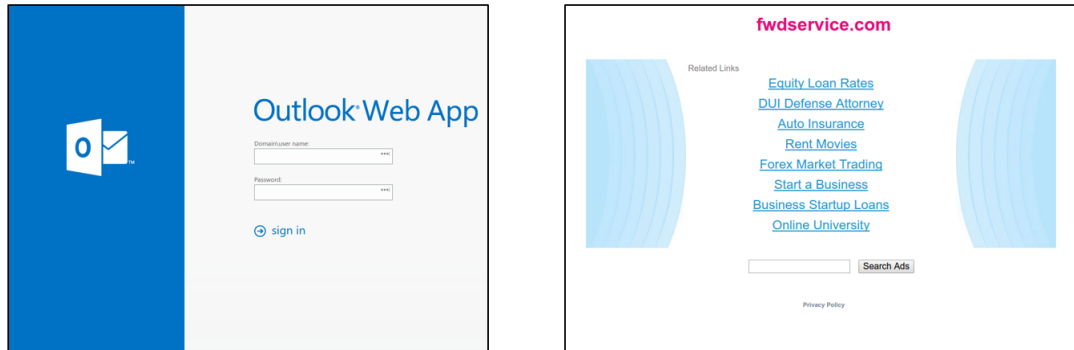 Outlook Web App
Domain\user name:
Password:
sign in
O
TM
fwdservice.com
Related Links
Equity Loan Rates
DUI Defense Attorney
Auto Insurance
Rent Movies
Forex Market Trading
Start a Business
Business Startup Loans
Online University
Search Ads
Privacy Policy